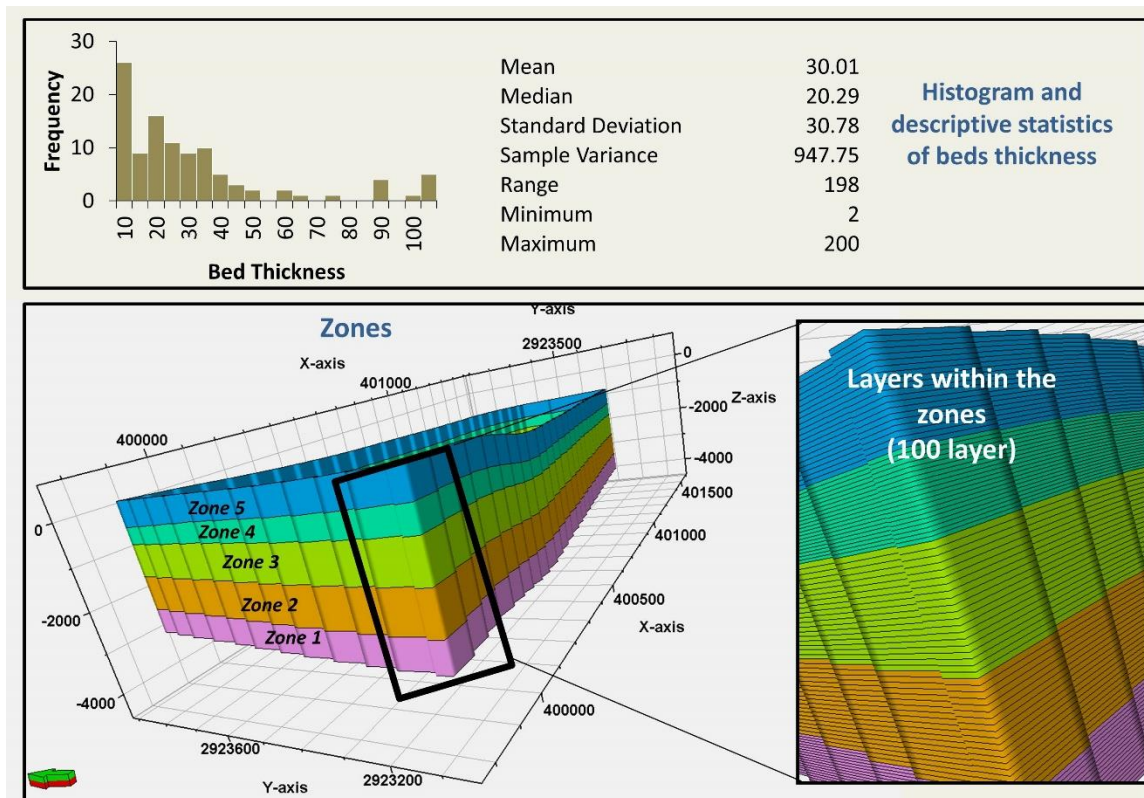 30
20
10
0
Frequency
10
20
30
40
50
60
70
80
90
100
Bed Thickness
Mean 30.01
Median 20.29
Standard Deviation 30.78
Sample Variance 947.75
Range 198
Minimum 2
Maximum 200
Histogram and
descriptive statistics
of beds thickness
Zones
Y-axis
2923500
X-axis
401000
400000
0
Z-axis
-2000
-4000
401500
401000
400500
X-axis
400000
0
-2000
-4000
2923600
2923200
Y-axis
Zone 5
Zone 4
Zone 3
Zone 2
Zone 1
Layers within the
zones
(100 layer)